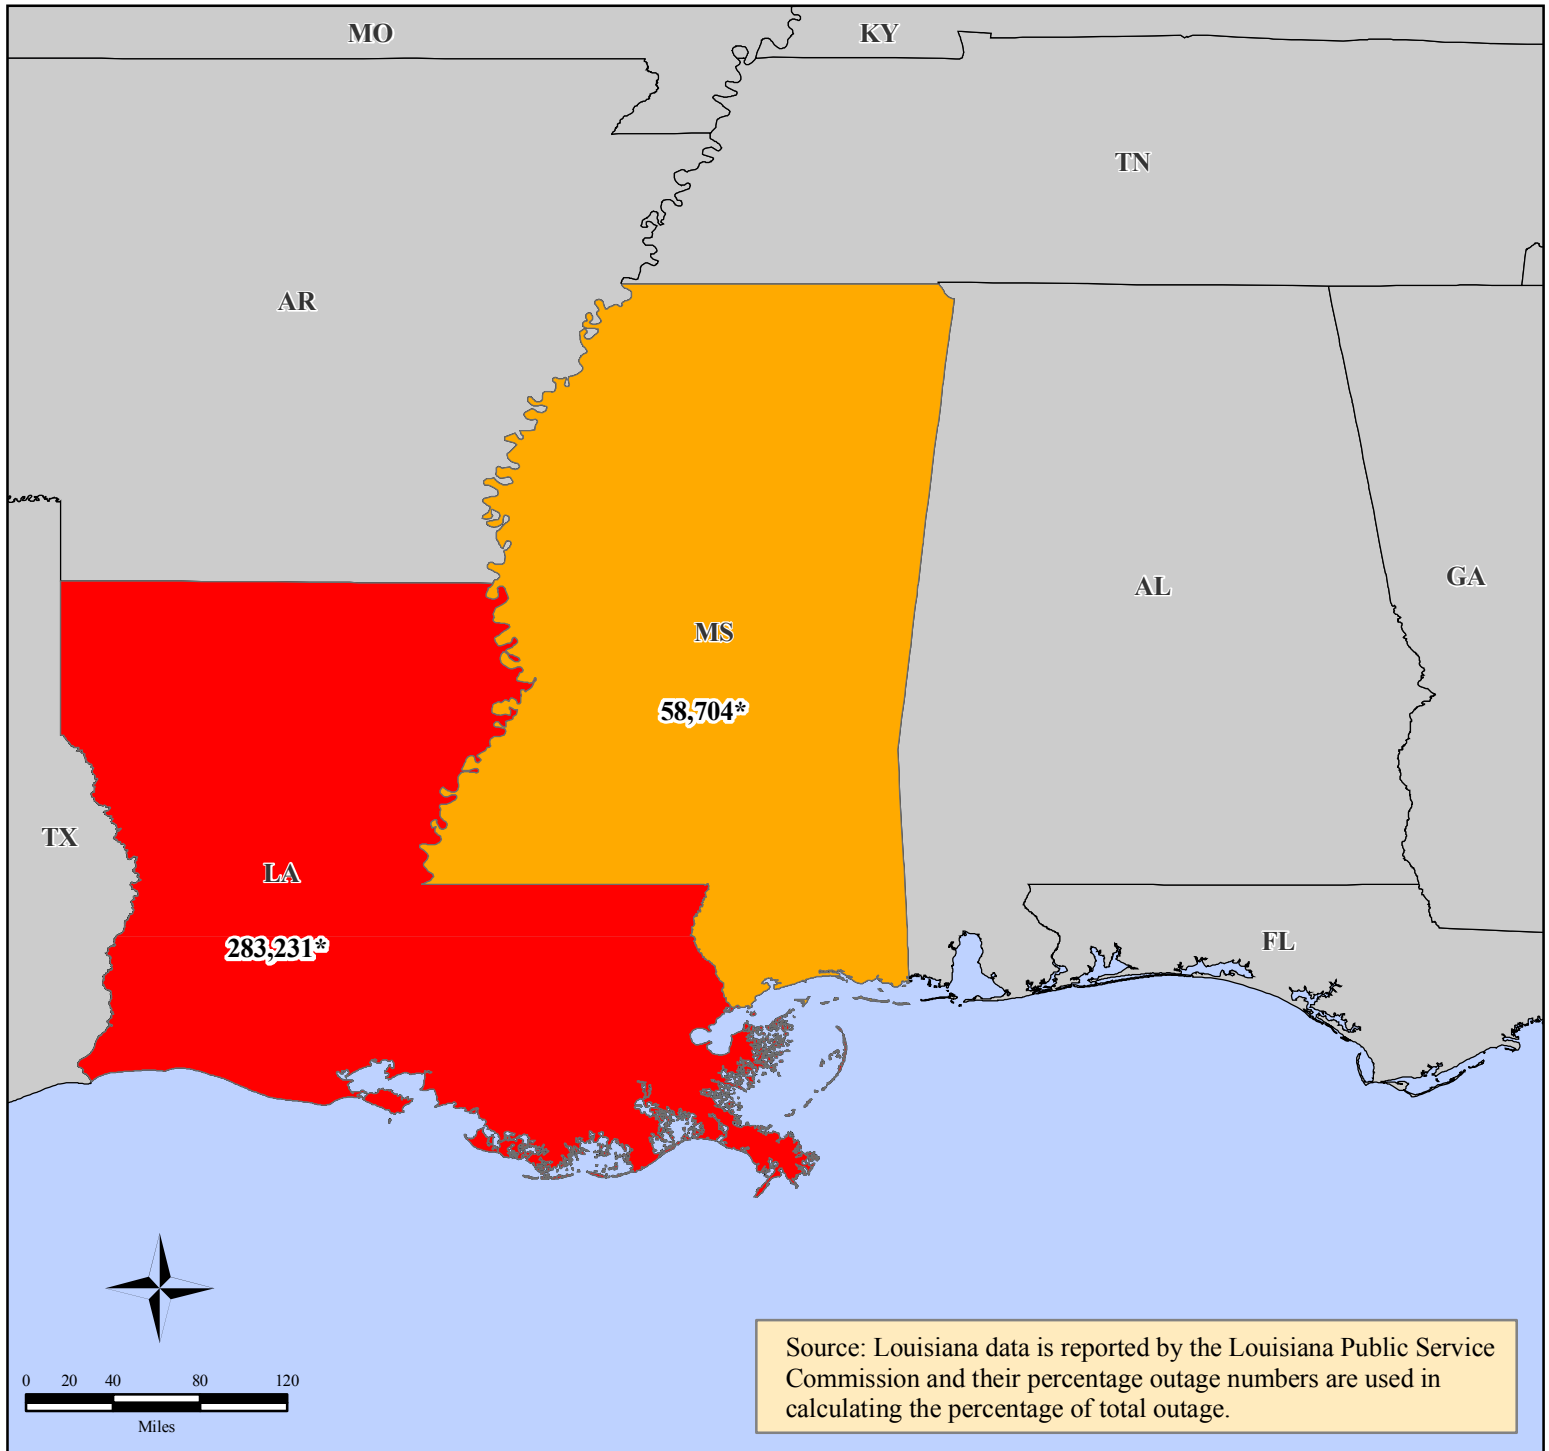 MO
KY
TN
AR
AL
GA
MS
58,704*
TX
LA
283,231*
FL
0 20 40 80 120
Miles
Source: Louisiana data is reported by the Louisiana Public Service
Commission and their percentage outage numbers are used in
calculating the percentage of total outage.